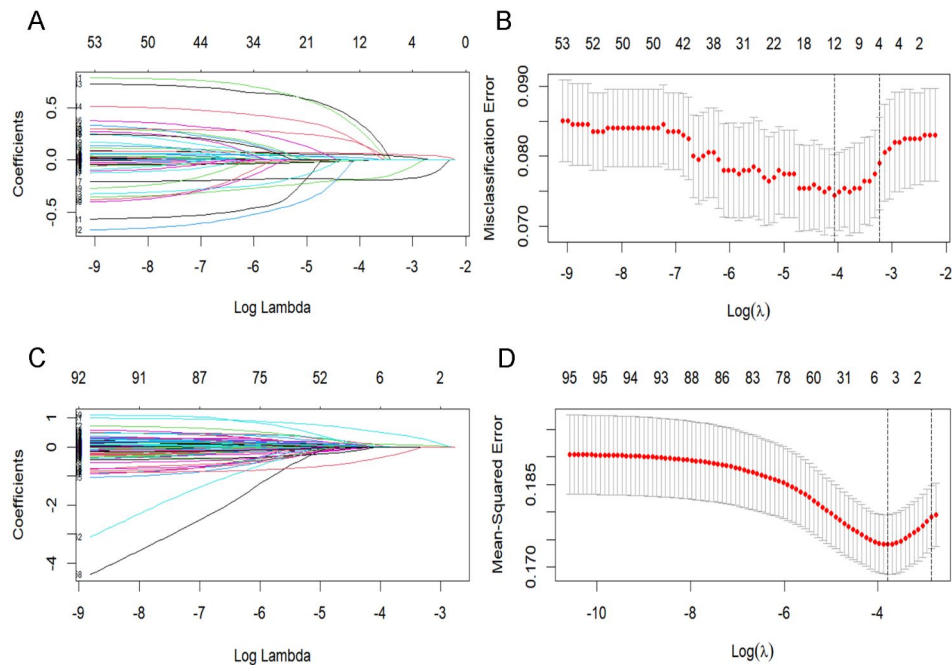 A
53 50 44 34 21 12 4 0
Coefficients
0.5
0.0
-0.5
-9 -8 -7 -6 -5 -4 -3 -2
Log Lambda
B
53 52 50 50 42 38 31 22 18 12 9 4 4 2
Misclassification Error
0.090
0.080
0.070
-9 -8 -7 -6 -5 -4 -3 -2
Log(λ)
C
92 91 87 75 52 6 2
Coefficients
1
0
-2
-4
-9 -8 -7 -6 -5 -4 -3
Log Lambda
D
95 95 94 93 88 86 83 78 60 31 6 3 2
Mean-Squared Error
0.185
0.170
-10 -8 -6 -4
Log(λ)